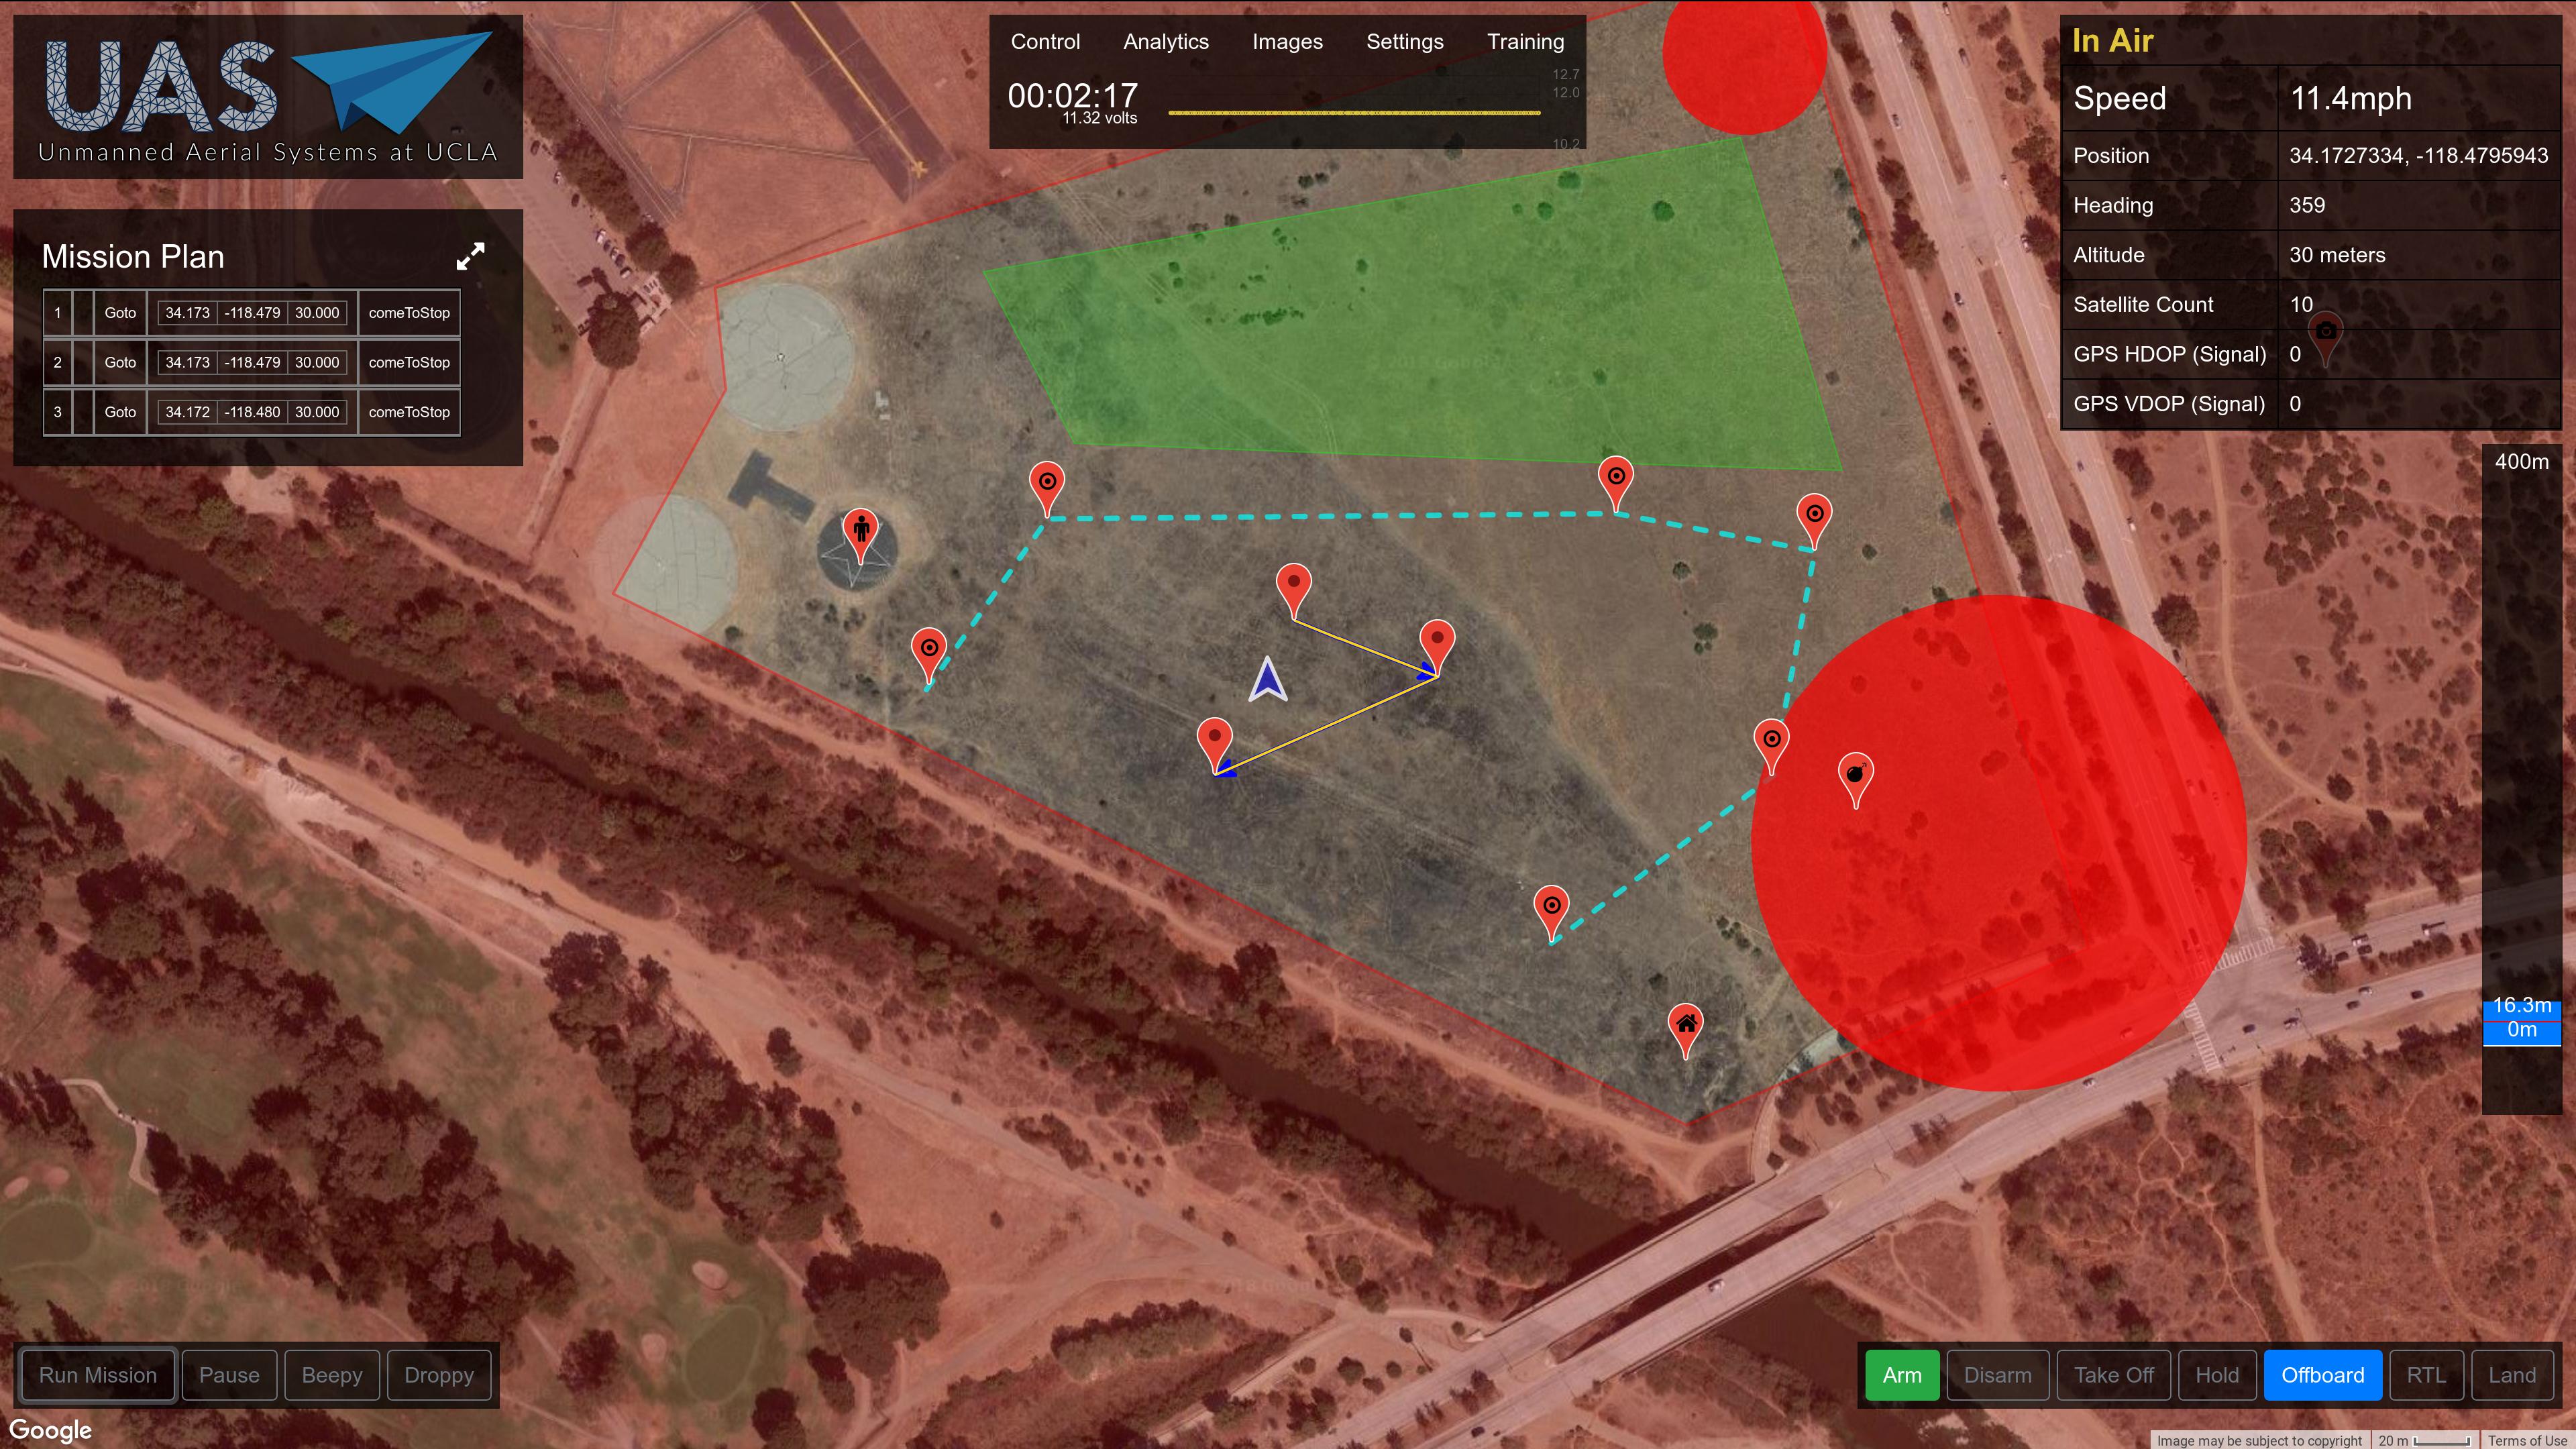 UAS
Unmanned Aerial Systems at UCLA
Control Analytics Images Settings Training
00:02:17
11.32 volts
12.7
12.0
10.2
In Air
Speed 11.4mph
Position 34.1727334, -118.4795943
Heading 359
Altitude 30 meters
Satellite Count 10
GPS HDOP (Signal) 0
GPS VDOP (Signal) 0
Mission Plan
1 Goto 34.173 -118.479 30.000 comeToStop
2 Goto 34.173 -118.479 30.000 comeToStop
3 Goto 34.172 -118.480 30.000 comeToStop
400m
16.3m
0m
Run Mission Pause Beepy Droppy
Arm Disarm Take Off Hold Offboard RTL Land
Google
Image may be subject to copyright 20 m Terms of Use